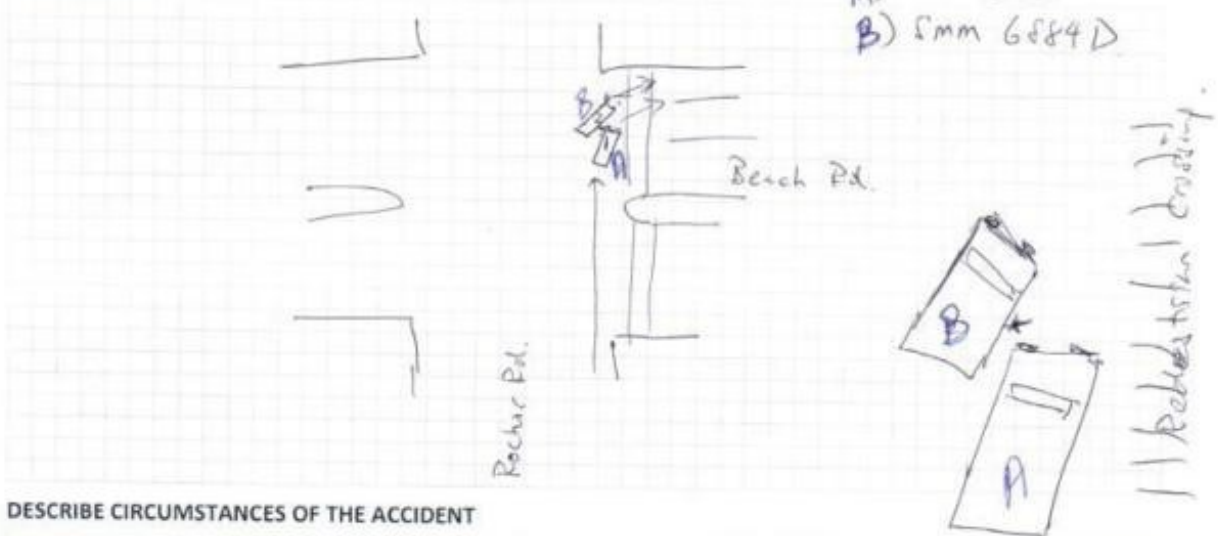 B) SMM 6884D
B
A
Beach Rd.
Rochor Rd.
B
A
Pedestrian Crossing.
DESCRIBE CIRCUMSTANCES OF THE ACCIDENT